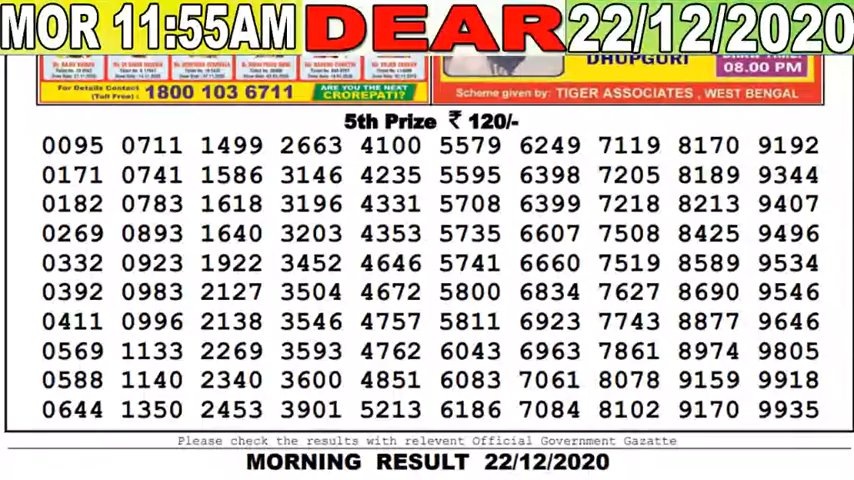 MOR 11:55AM DEAR 22/12/2020
DHUPGURI
08.00 PM
For Details Contact (Toll Free) : 1800 103 6711 ARE YOU THE NEXT CROREPATI?
Scheme given by: TIGER ASSOCIATES , WEST BENGAL
5th Prize ₹ 120/-
0095 0711 1499 2663 4100 5579 6249 7119 8170 9192
0171 0741 1586 3146 4235 5595 6398 7205 8189 9344
0182 0783 1618 3196 4331 5708 6399 7218 8213 9407
0269 0893 1640 3203 4353 5735 6607 7508 8425 9496
0332 0923 1922 3452 4646 5741 6660 7519 8589 9534
0392 0983 2127 3504 4672 5800 6834 7627 8690 9546
0411 0996 2138 3546 4757 5811 6923 7743 8877 9646
0569 1133 2269 3593 4762 6043 6963 7861 8974 9805
0588 1140 2340 3600 4851 6083 7061 8078 9159 9918
0644 1350 2453 3901 5213 6186 7084 8102 9170 9935
Please check the results with relevent Official Government Gazatte
MORNING RESULT 22/12/2020